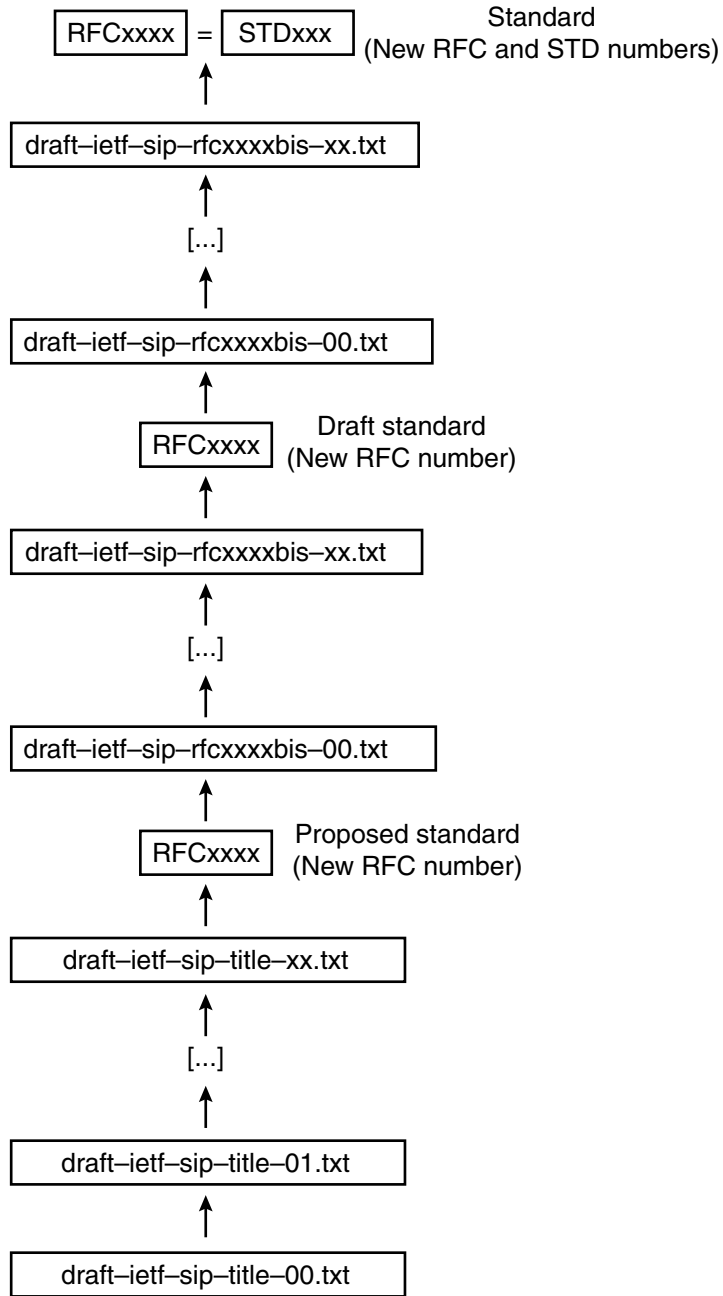 RFCxxxx = STDxxx
Standard
(New RFC and STD numbers)
draft–ietf–sip–rfcxxxxbis–xx.txt
[...]
draft–ietf–sip–rfcxxxxbis–00.txt
RFCxxxx
Draft standard
(New RFC number)
draft–ietf–sip–rfcxxxxbis–xx.txt
[...]
draft–ietf–sip–rfcxxxxbis–00.txt
RFCxxxx
Proposed standard
(New RFC number)
draft–ietf–sip–title–xx.txt
[...]
draft–ietf–sip–title–01.txt
draft–ietf–sip–title–00.txt